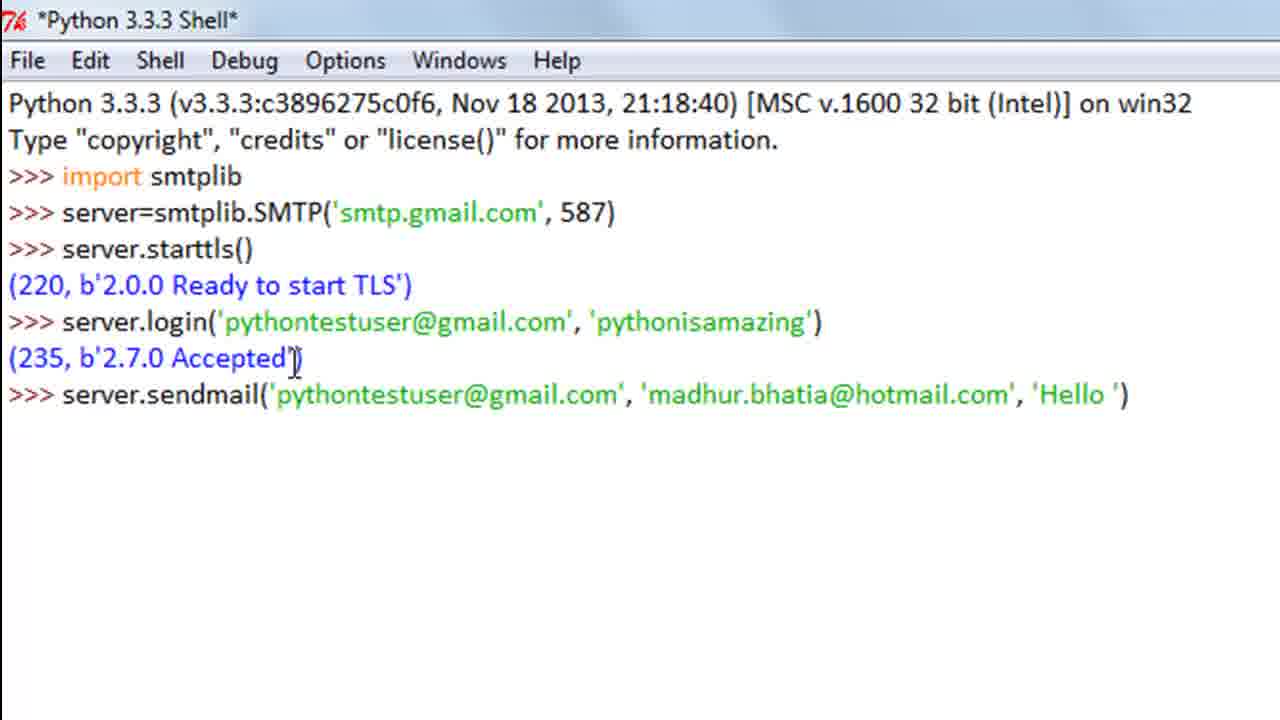 *Python 3.3.3 Shell*
File Edit Shell Debug Options Windows Help
Python 3.3.3 (v3.3.3:c3896275c0f6, Nov 18 2013, 21:18:40) [MSC v.1600 32 bit (Intel)] on win32
Type "copyright", "credits" or "license()" for more information.
>>> import smtplib
>>> server=smtplib.SMTP('smtp.gmail.com', 587)
>>> server.starttls()
(220, b'2.0.0 Ready to start TLS')
>>> server.login('pythontestuser@gmail.com', 'pythonisamazing')
(235, b'2.7.0 Accepted')
>>> server.sendmail('pythontestuser@gmail.com', 'madhur.bhatia@hotmail.com', 'Hello ')